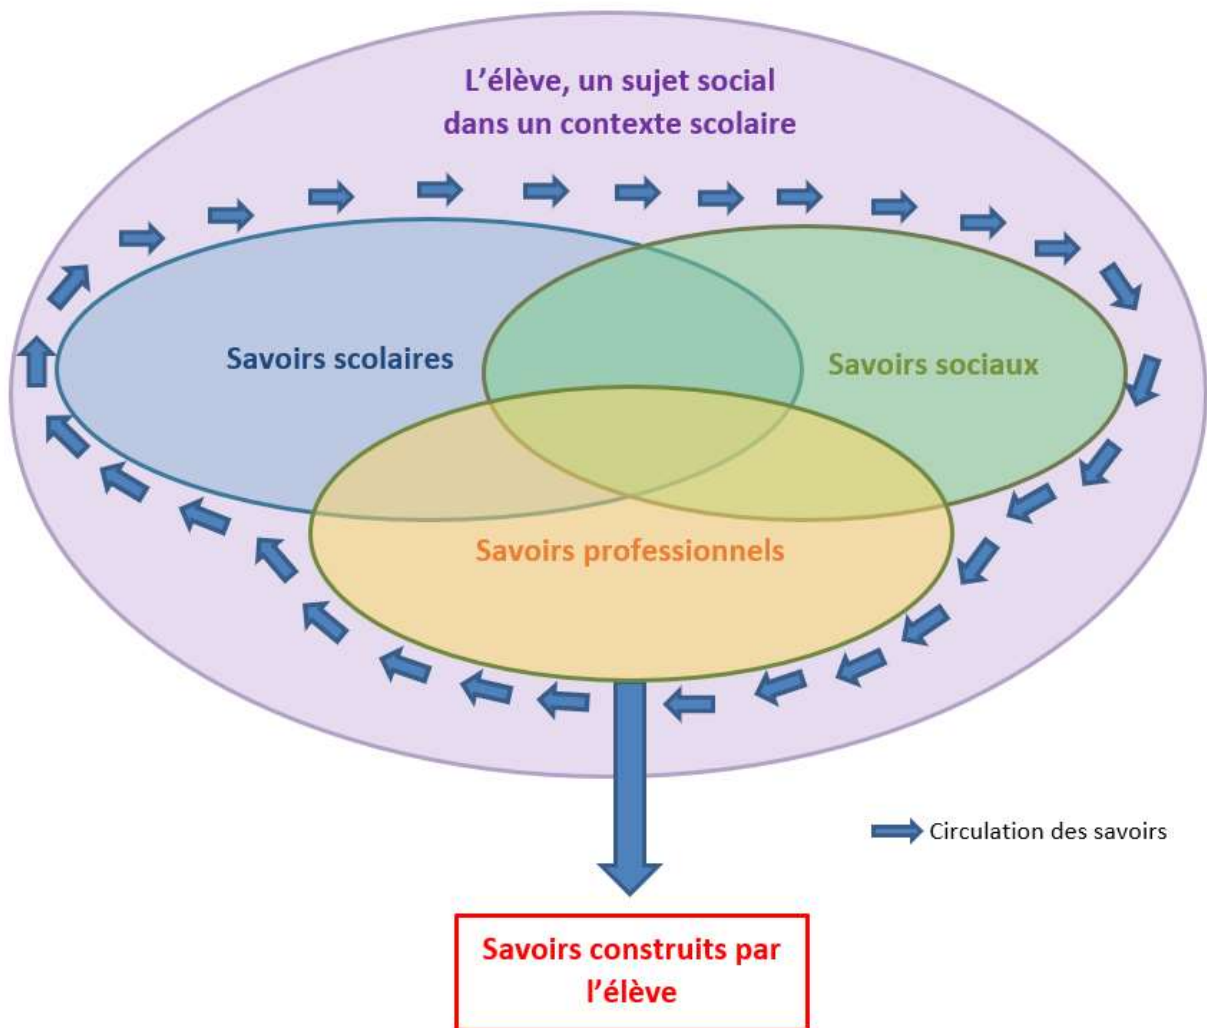 L’élève, un sujet social
dans un contexte scolaire
Savoirs scolaires
Savoirs sociaux
Savoirs professionnels
Circulation des savoirs
Savoirs construits par
l’élève